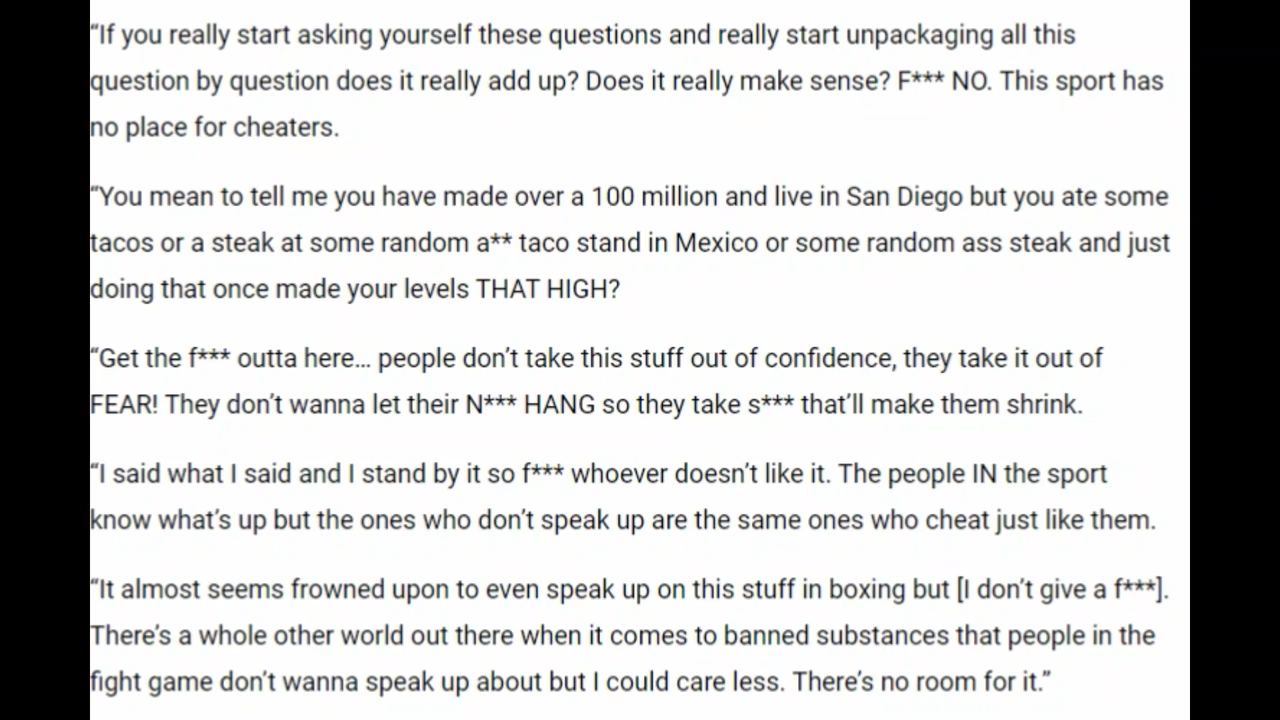 “If you really start asking yourself these questions and really start unpackaging all this
question by question does it really add up? Does it really make sense? F*** NO. This sport has
no place for cheaters.
“You mean to tell me you have made over a 100 million and live in San Diego but you ate some
tacos or a steak at some random a** taco stand in Mexico or some random ass steak and just
doing that once made your levels THAT HIGH?
“Get the f*** outta here... people don’t take this stuff out of confidence, they take it out of
FEAR! They don’t wanna let their N*** HANG so they take s*** that’ll make them shrink.
“I said what I said and I stand by it so f*** whoever doesn’t like it. The people IN the sport
know what’s up but the ones who don’t speak up are the same ones who cheat just like them.
“It almost seems frowned upon to even speak up on this stuff in boxing but [I don’t give a f***].
There’s a whole other world out there when it comes to banned substances that people in the
fight game don’t wanna speak up about but I could care less. There’s no room for it.”